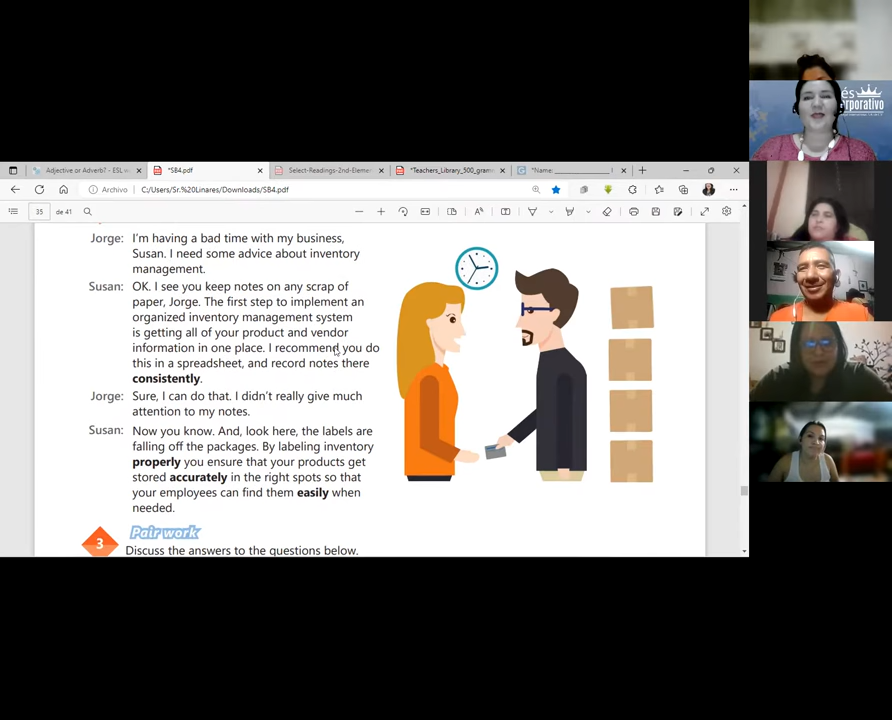 és
corporativo
Adjective or Adverb? - ESL w
*SB4.pdf
Select-Readings-2nd-Elemen
*Teachers_Library_500_gram
*Name: ____________ !
Archivo
C:/Users/Sr.%20Linares/Downloads/SB4.pdf
35
de 41
Jorge: I'm having a bad time with my business,
Susan. I need some advice about inventory
management.
Susan: OK. I see you keep notes on any scrap of
paper, Jorge. The first step to implement an
organized inventory management system
is getting all of your product and vendor
information in one place. I recommend you do
this in a spreadsheet, and record notes there
consistently.
Jorge: Sure, I can do that. I didn't really give much
attention to my notes.
Susan: Now you know. And, look here, the labels are
falling off the packages. By labeling inventory
properly you ensure that your products get
stored accurately in the right spots so that
your employees can find them easily when
needed.
3
Pair work
Discuss the answers to the questions below.